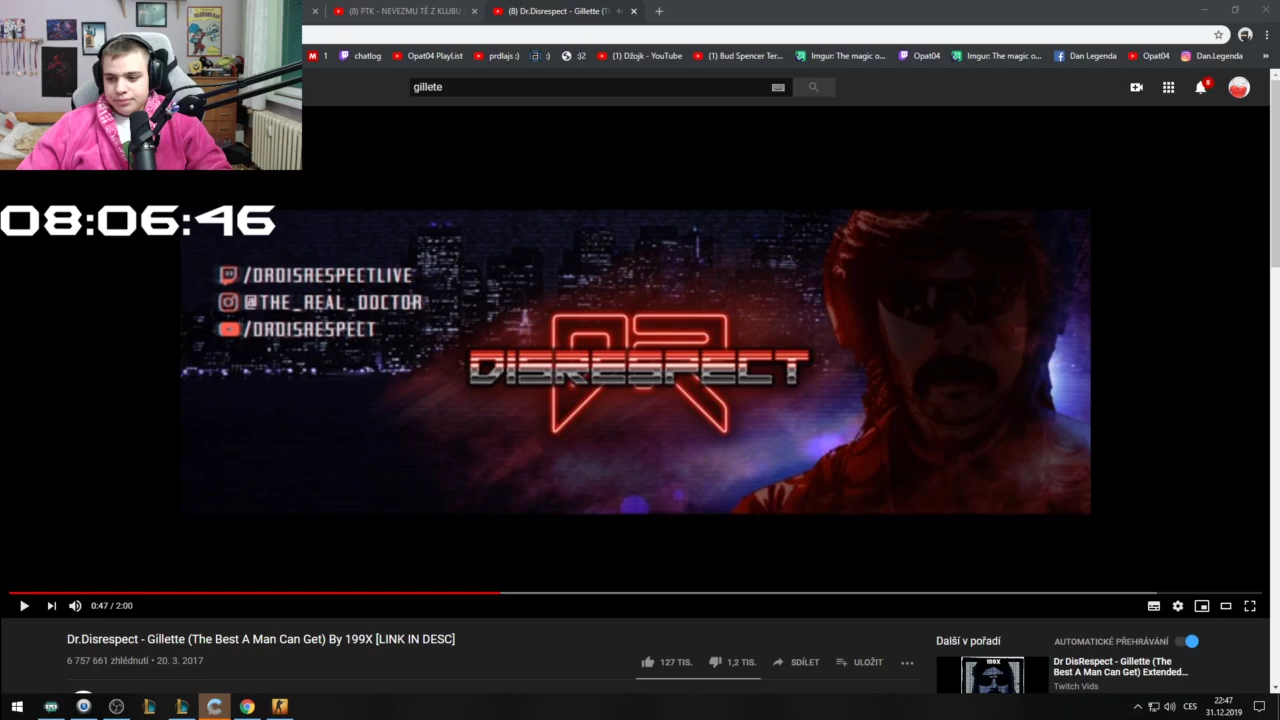 (8) PTK - NEVEZMU TĚ Z KLUBU
(8) Dr.Disrespect - Gillette (T
1
chatlog
Opat04 PlayList
prdlajs :)
:)
:)2
(1) Džojk - YouTube
(1) Bud Spencer Ter...
Imgur: The magic o...
Opat04
Imgur: The magic o...
Dan Legenda
Opat04
Dan.Legenda
»
gillete
8
08:06:46
/DRDISRESPECTLIVE
@THE_REAL_DOCTOR
/DRDISRESPECT
DR
DISRESPECT
0:47 / 2:00
Dr.Disrespect - Gillette (The Best A Man Can Get) By 199X [LINK IN DESC]
6 757 661 zhlédnutí • 20. 3. 2017
127 TIS.
1,2 TIS.
SDÍLET
ULOŽIT
Další v pořadí
AUTOMATICKÉ PŘEHRÁVÁNÍ
199X
Dr DisRespect - Gillette (The
Best A Man Can Get) Extended...
Twitch Vids
CES
22:47
31.12.2019